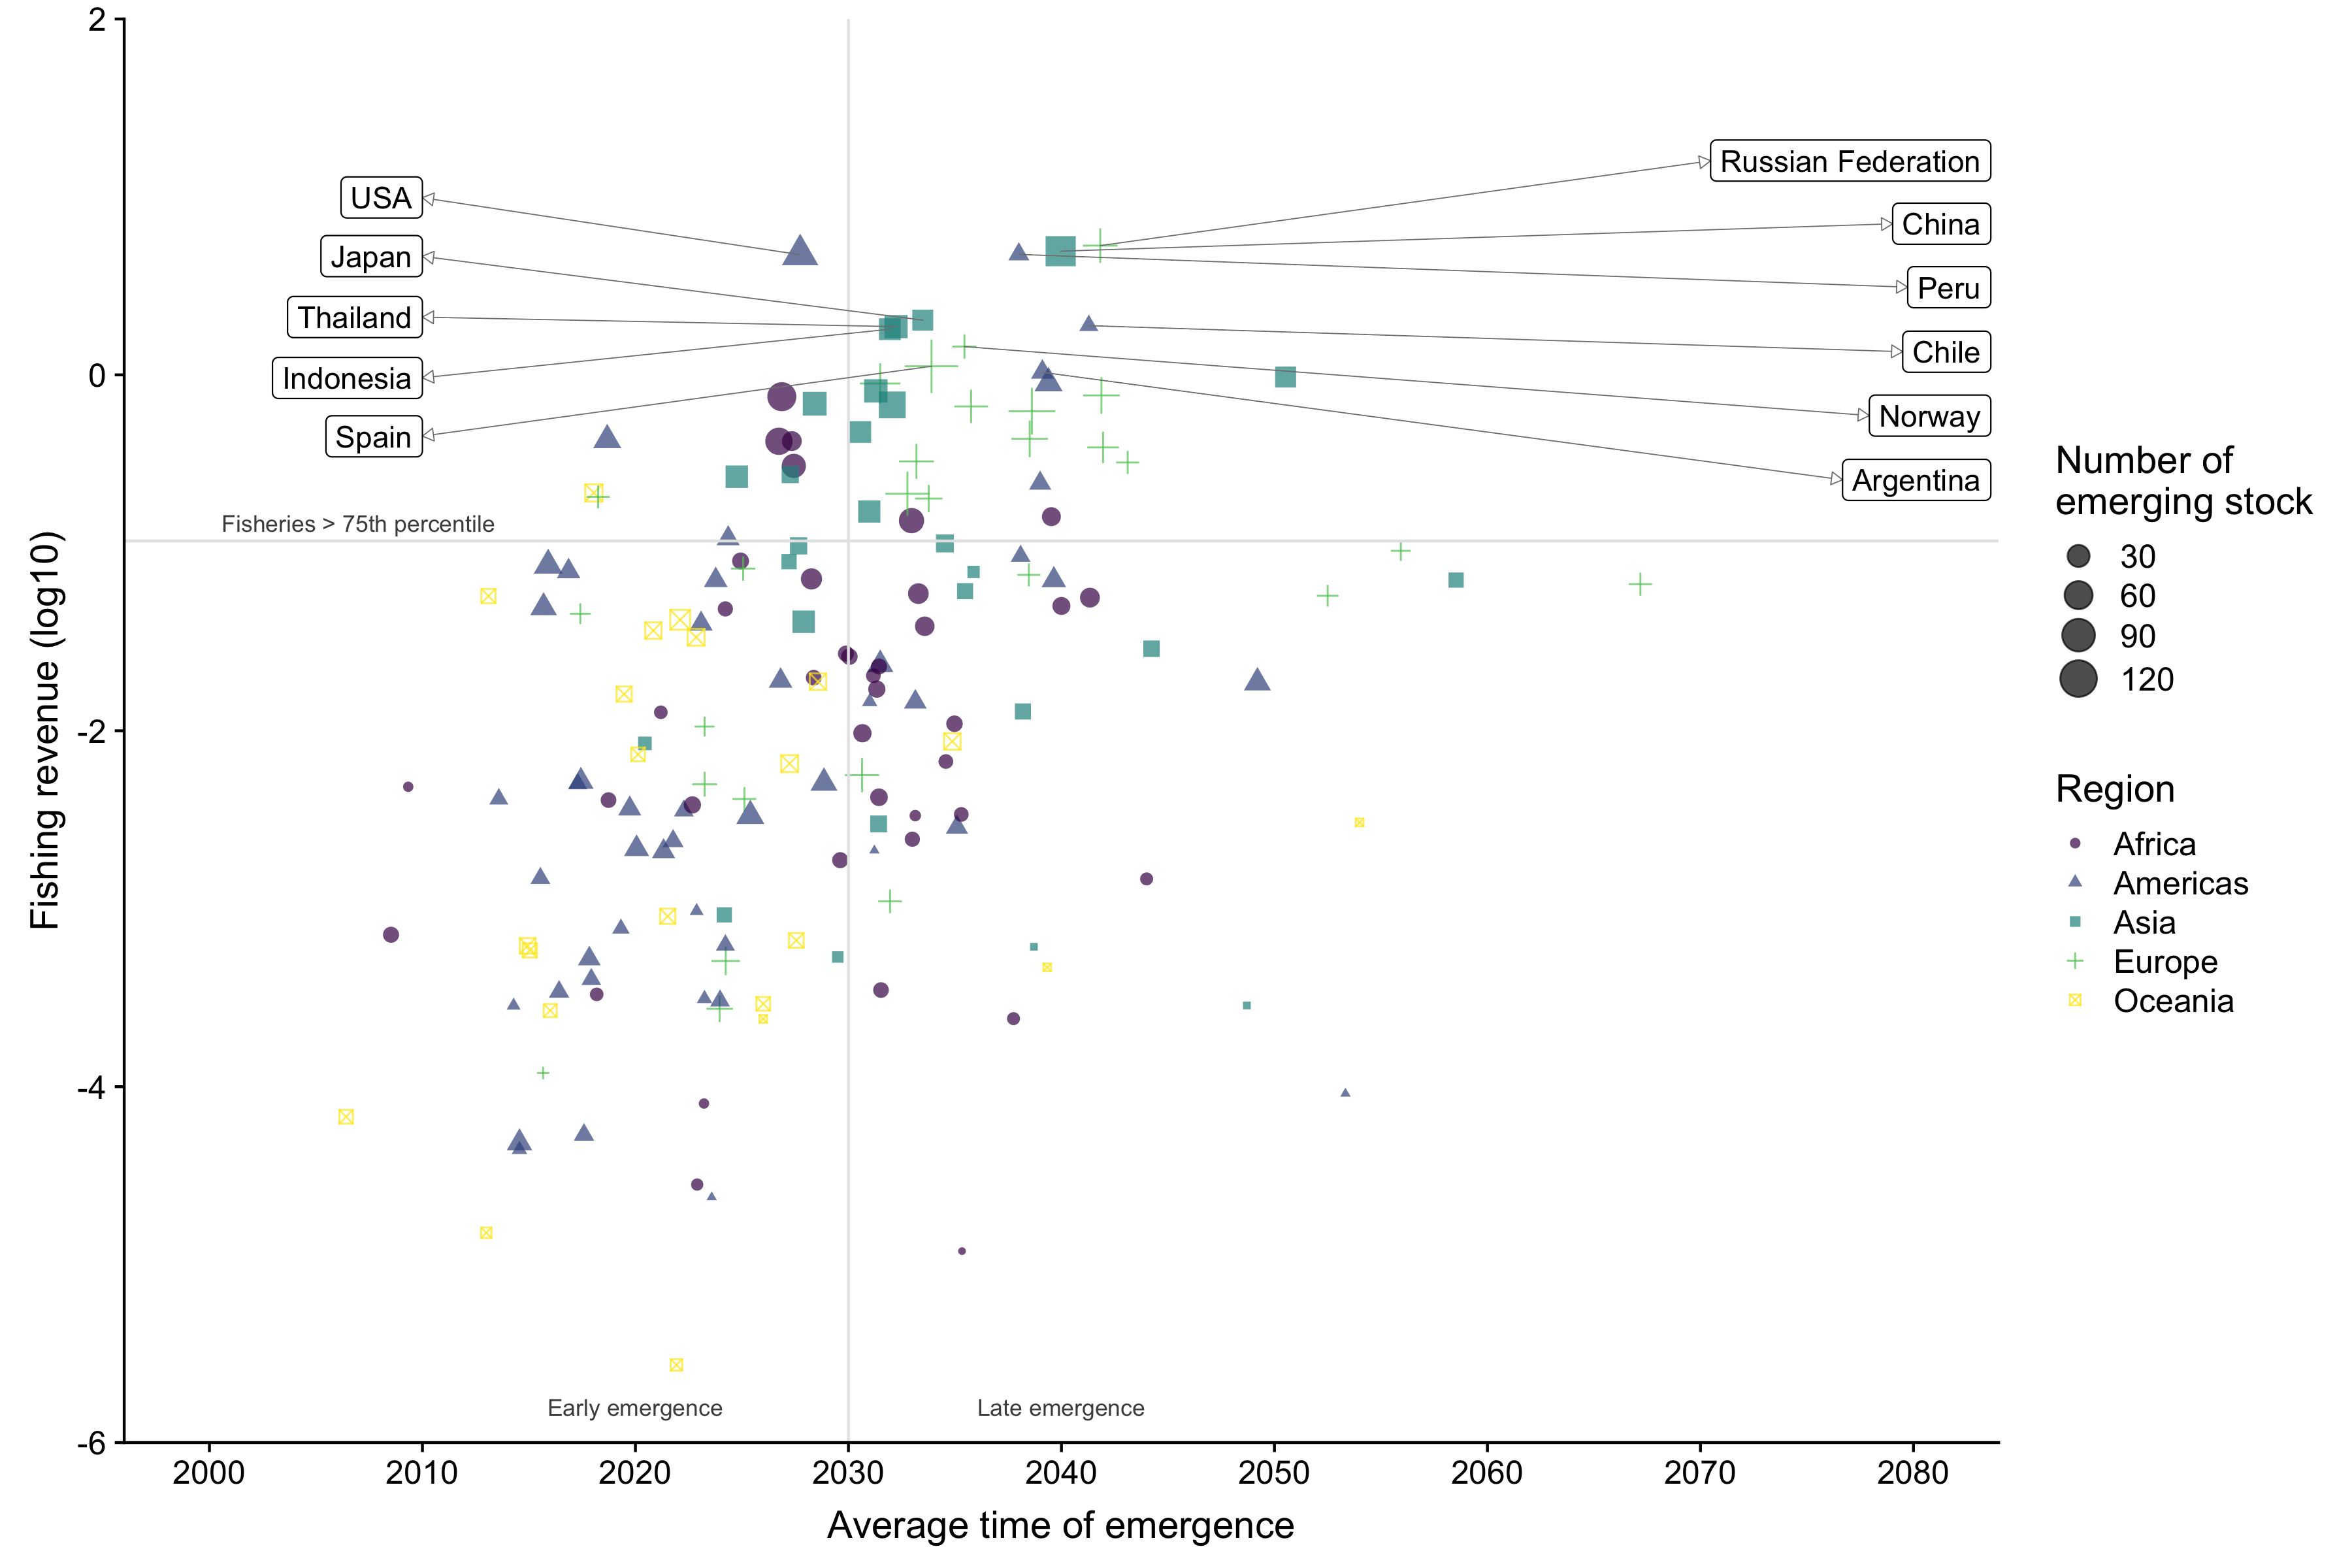 2
0
-2
-4
-6
Fishing revenue (log10)
USA
Japan
Thailand
Indonesia
Spain
Russian Federation
China
Peru
Chile
Norway
Argentina
Fisheries > 75th percentile
Early emergence
Late emergence
2000
2010
2020
2030
2040
2050
2060
2070
2080
Average time of emergence
Number of
emerging stock
30
60
90
120
Region
Africa
Americas
Asia
Europe
Oceania